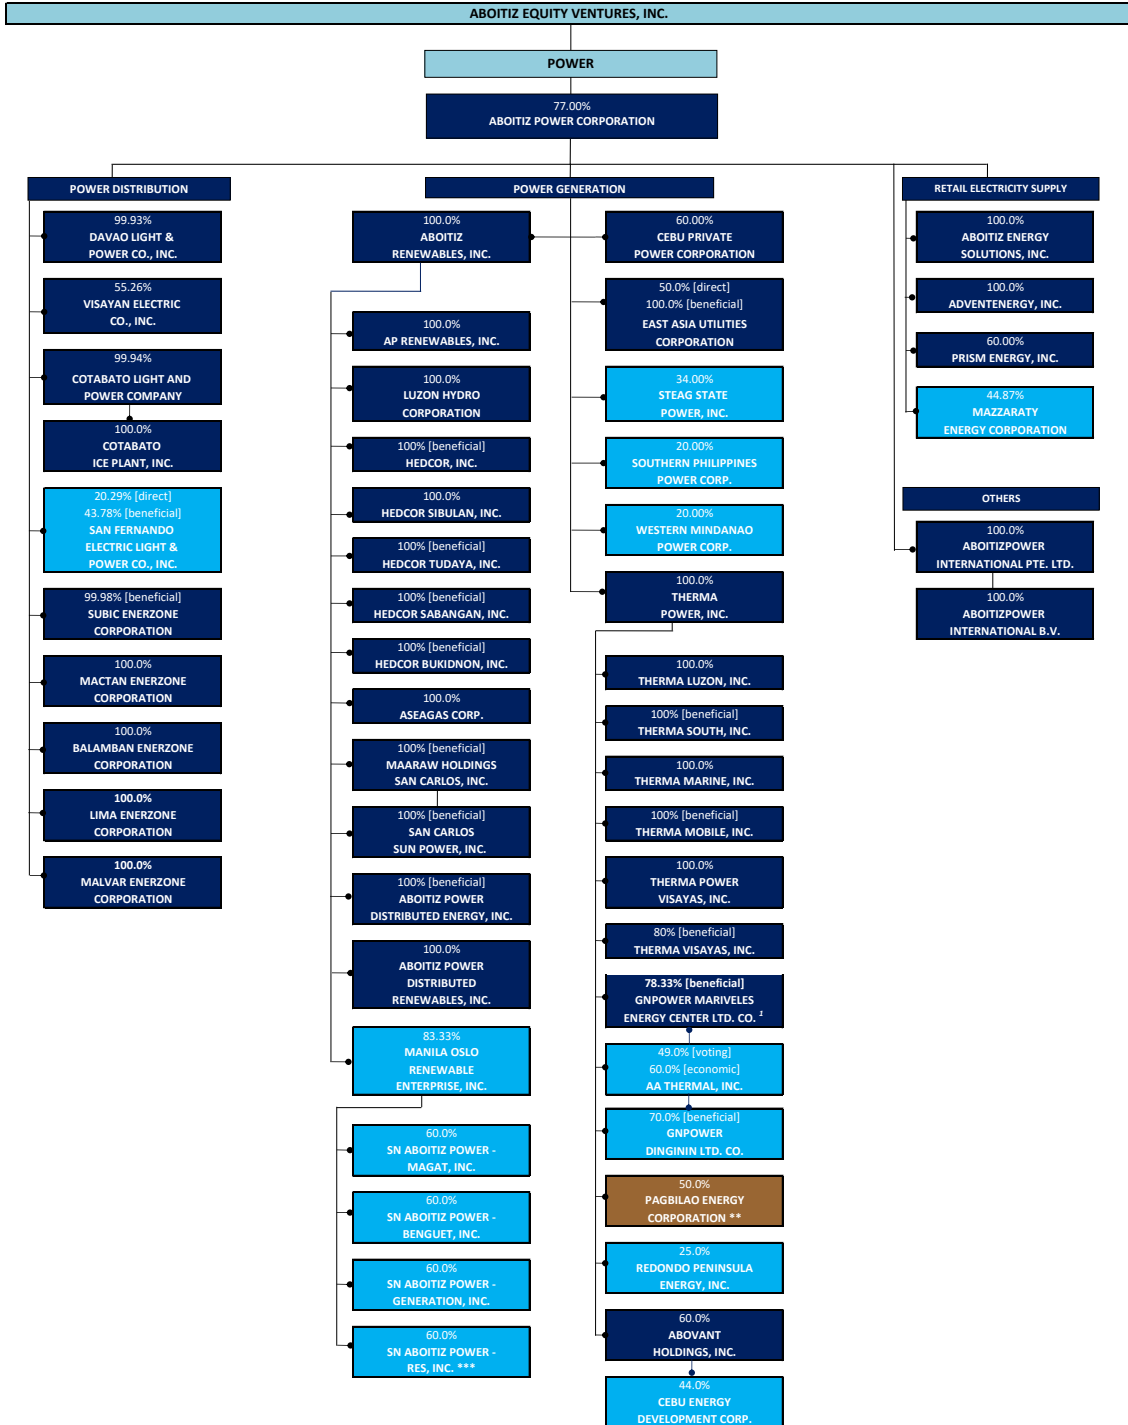 ABOITIZ EQUITY VENTURES, INC.
POWER
77.00%
ABOITIZ POWER CORPORATION
POWER DISTRIBUTION
99.93%
DAVAO LIGHT &
POWER CO., INC.
55.26%
VISAYAN ELECTRIC
CO., INC.
99.94%
COTABATO LIGHT AND
POWER COMPANY
100.0%
COTABATO
ICE PLANT, INC.
20.29% [direct]
43.78% [beneficial]
SAN FERNANDO
ELECTRIC LIGHT &
POWER CO., INC.
99.98% [beneficial]
SUBIC ENERZONE
CORPORATION
100.0%
MACTAN ENERZONE
CORPORATION
100.0%
BALAMBAN ENERZONE
CORPORATION
100.0%
LIMA ENERZONE
CORPORATION
100.0%
MALVAR ENERZONE
CORPORATION
POWER GENERATION
100.0%
ABOITIZ
RENEWABLES, INC.
100.0%
AP RENEWABLES, INC.
100.0%
LUZON HYDRO
CORPORATION
100% [beneficial]
HEDCOR, INC.
100.0%
HEDCOR SIBULAN, INC.
100% [beneficial]
HEDCOR TUDAYA, INC.
100% [beneficial]
HEDCOR SABANGAN, INC.
100% [beneficial]
HEDCOR BUKIDNON, INC.
100.0%
ASEAGAS CORP.
100% [beneficial]
MAARAW HOLDINGS
SAN CARLOS, INC.
100% [beneficial]
SAN CARLOS
SUN POWER, INC.
100% [beneficial]
ABOITIZ POWER
DISTRIBUTED ENERGY, INC.
100.0%
ABOITIZ POWER
DISTRIBUTED
RENEWABLES, INC.
83.33%
MANILA OSLO
RENEWABLE
ENTERPRISE, INC.
60.0%
SN ABOITIZ POWER -
MAGAT, INC.
60.0%
SN ABOITIZ POWER -
BENGUET, INC.
60.0%
SN ABOITIZ POWER -
GENERATION, INC.
60.0%
SN ABOITIZ POWER -
RES, INC. ***
60.00%
CEBU PRIVATE
POWER CORPORATION
50.0% [direct]
100.0% [beneficial]
EAST ASIA UTILITIES
CORPORATION
34.00%
STEAG STATE
POWER, INC.
20.00%
SOUTHERN PHILIPPINES
POWER CORP.
20.00%
WESTERN MINDANAO
POWER CORP.
100.0%
THERMA
POWER, INC.
100.0%
THERMA LUZON, INC.
100% [beneficial]
THERMA SOUTH, INC.
100.0%
THERMA MARINE, INC.
100% [beneficial]
THERMA MOBILE, INC.
100.0%
THERMA POWER
VISAYAS, INC.
80% [beneficial]
THERMA VISAYAS, INC.
78.33% [beneficial]
GNPOWER MARIVELES
ENERGY CENTER LTD. CO. 1
49.0% [voting]
60.0% [economic]
AA THERMAL, INC.
70.0% [beneficial]
GNPOWER
DINGININ LTD. CO.
50.0%
PAGBILAO ENERGY
CORPORATION **
25.0%
REDONDO PENINSULA
ENERGY, INC.
60.0%
ABOVANT
HOLDINGS, INC.
44.0%
CEBU ENERGY
DEVELOPMENT CORP.
RETAIL ELECTRICITY SUPPLY
100.0%
ABOITIZ ENERGY
SOLUTIONS, INC.
100.0%
ADVENTENERGY, INC.
60.00%
PRISM ENERGY, INC.
44.87%
MAZZARATY
ENERGY CORPORATION
OTHERS
100.0%
ABOITIZPOWER
INTERNATIONAL PTE. LTD.
100.0%
ABOITIZPOWER
INTERNATIONAL B.V.